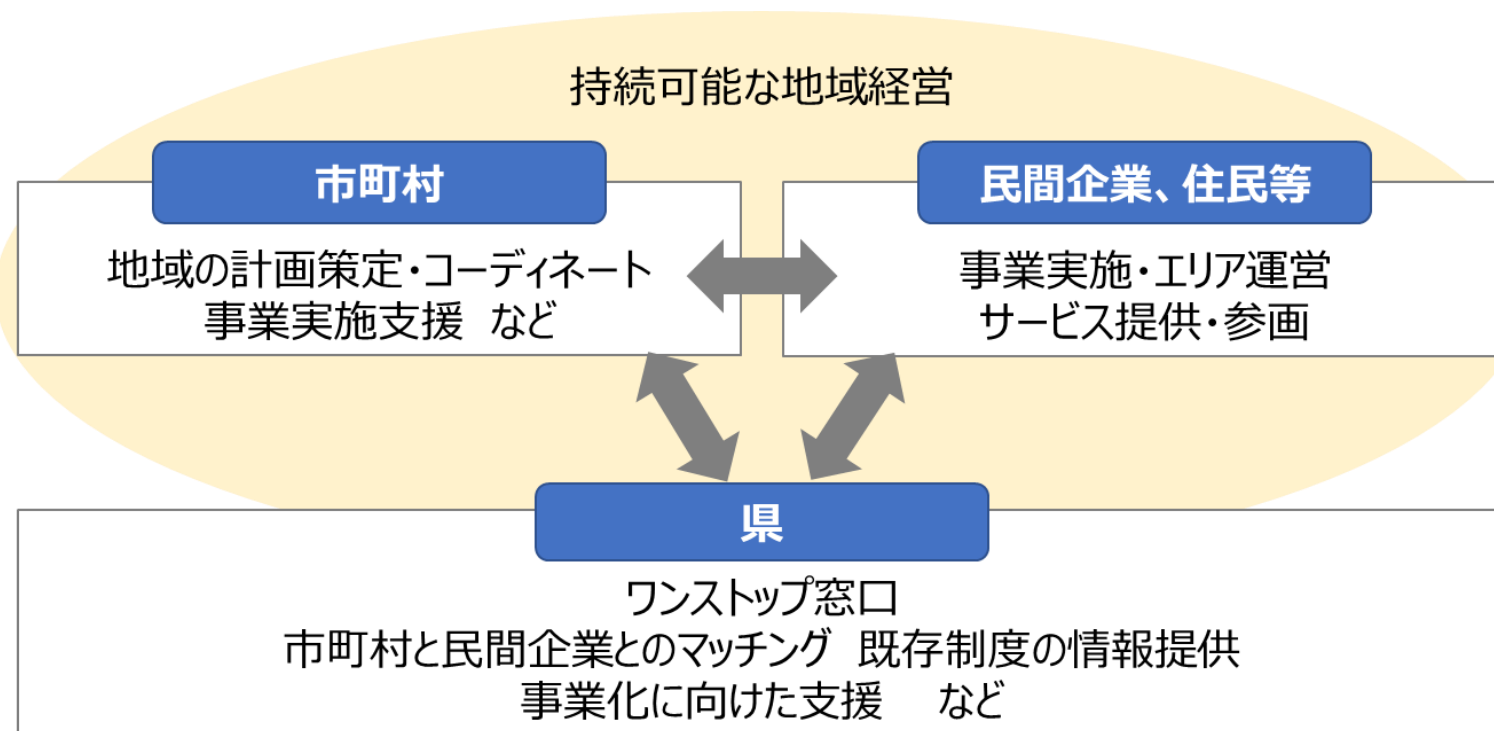 持続可能な地域経営
市町村
地域の計画策定・コーディネート
事業実施支援 など
民間企業、住民等
事業実施・エリア運営
サービス提供・参画
県
ワンストップ窓口
市町村と民間企業とのマッチング 既存制度の情報提供
事業化に向けた支援 など